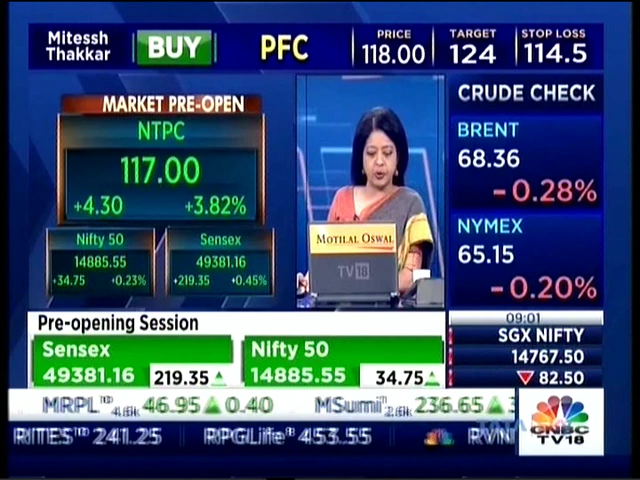 Mitessh
Thakkar
BUY
PFC
PRICE
118.00
TARGET
124
STOP LOSS
114.5
MARKET PRE-OPEN
NTPC
117.00
+4.30 +3.82%
Nifty 50
14885.55
+34.75 +0.23%
Sensex
49381.16
+219.35 +0.45%
MOTILAL OSWAL
TV18
CRUDE CHECK
BRENT
68.36
-0.28%
NYMEX
65.15
-0.20%
Pre-opening Session
Sensex
49381.16 219.35
Nifty 50
14885.55 34.75
09:01
SGX NIFTY
14767.50
82.50
MRPL 46.95 0.40 MSumi 236.65
RITES 241.25 RPGLife 453.55 RVN
CNBC
TV18